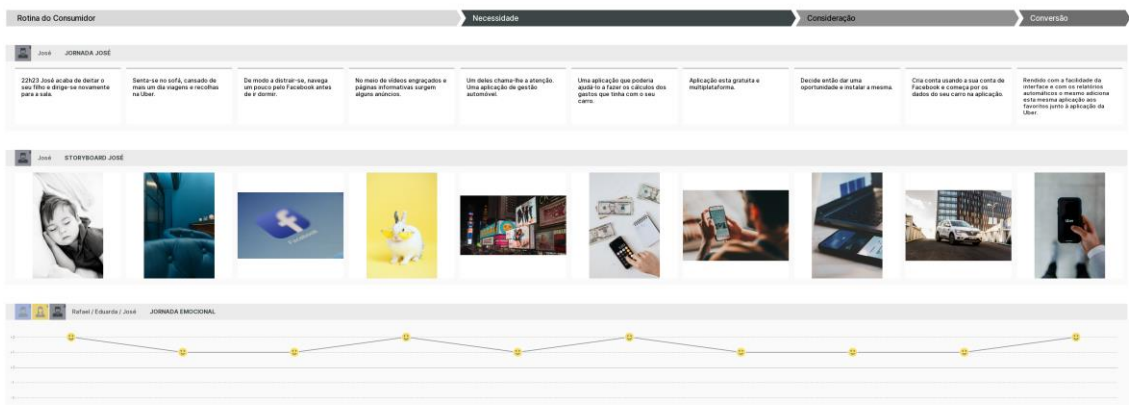 Rotina do Consumidor
Necessidade
Consideração
Conversão
José JORNADA JOSÉ
22h23 José acaba de deitar o
seu filho e dirige-se novamente
para a sala.
Senta-se no sofá, cansado de
mais um dia viagens e recolhas
na Uber.
De modo a distrair-se, navega
um pouco pelo Facebook antes
de ir dormir.
No meio de vídeos engraçados e
páginas informativas surgem
alguns anúncios.
Um deles chama-lhe a atenção.
Uma aplicação de gestão
automóvel.
Uma aplicação que poderia
ajudá-lo a fazer os cálculos dos
gastos que tinha com o seu
carro.
Aplicação esta gratuita e
multiplataforma.
Decide então dar uma
oportunidade e instalar a mesma.
Cria conta usando a sua conta de
Facebook e começa por os
dados do seu carro na aplicação.
Rendido com a facilidade da
interface e com os relatórios
automáticos o mesmo adiciona
esta mesma aplicação aos
favoritos junto à aplicação da
Uber.
José STORYBOARD JOSÉ
Rafael / Eduarda / José JORNADA EMOCIONAL